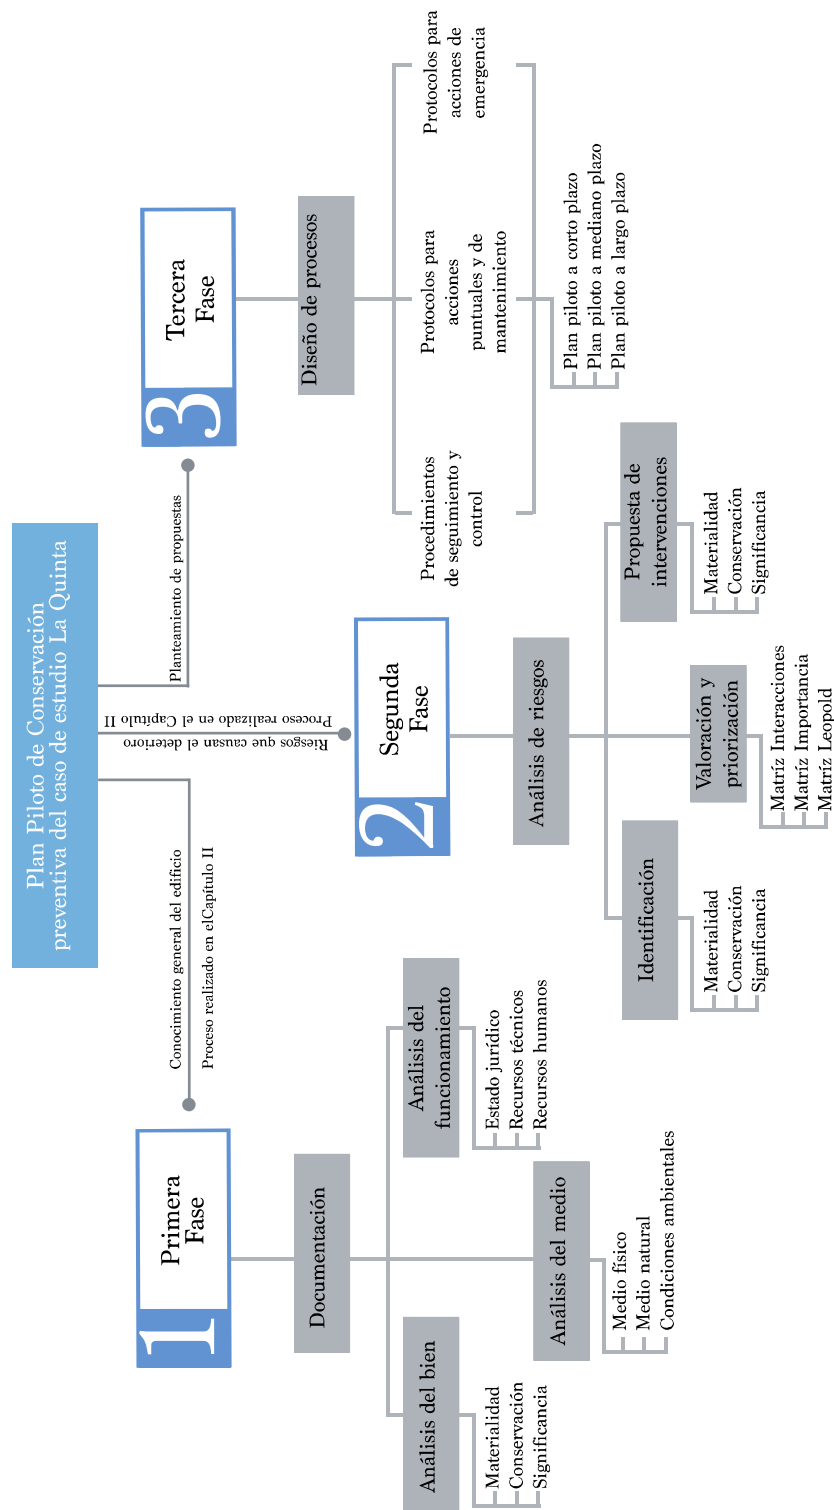 Plan Piloto de Conservación
preventiva del caso de estudio La Quinta
Conocimiento general del edificio
Proceso realizado en elCapítulo II
Riesgos que causan el deterioro
Proceso realizado en el Capítulo II
Planteamiento de propuestas
1
Primera
Fase
Documentación
Análisis del bien
Materialidad
Conservación
Significancia
Análisis del medio
Medio físico
Medio natural
Condiciones ambientales
Análisis del
funcionamiento
Estado jurídico
Recursos técnicos
Recursos humanos
2
Segunda
Fase
Análisis de riesgos
Identificación
Materialidad
Conservación
Significancia
Valoración y
priorización
Matríz Interacciones
Matríz Importancia
Matríz Leopold
Propuesta de
intervenciones
Materialidad
Conservación
Significancia
3
Tercera
Fase
Diseño de procesos
Procedimientos
de seguimiento y
control
Protocolos para
acciones
puntuales y de
mantenimiento
Protocolos para
acciones de
emergencia
Plan piloto a corto plazo
Plan piloto a mediano plazo
Plan piloto a largo plazo